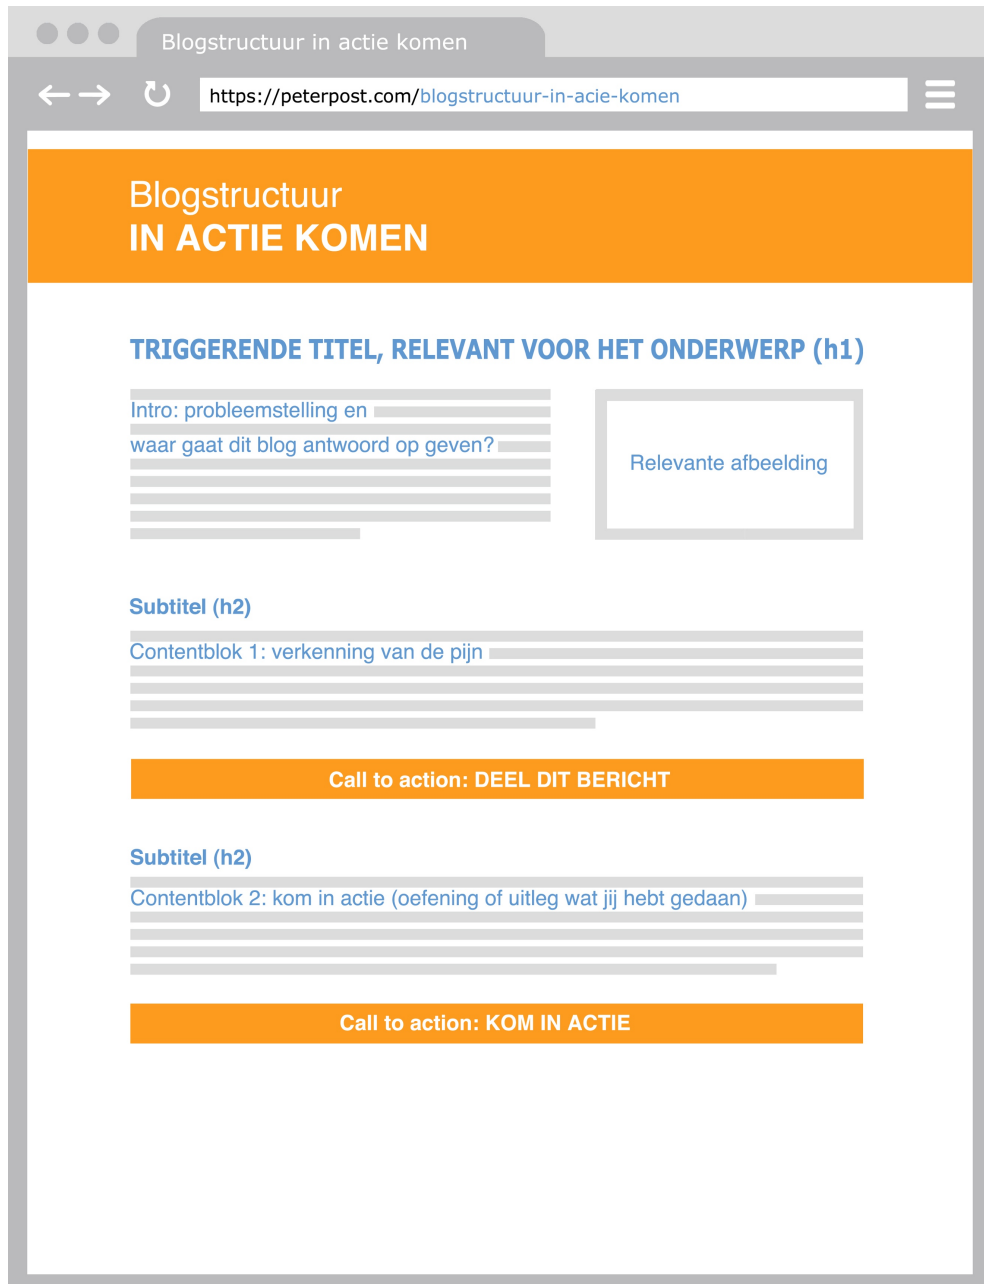 Blogstructuur in actie komen
https://peterpost.com/blogstructuur-in-acie-komen
Blogstructuur
IN ACTIE KOMEN
TRIGGERENDE TITEL, RELEVANT VOOR HET ONDERWERP (h1)
Intro: probleemstelling en
waar gaat dit blog antwoord op geven?
Relevante afbeelding
Subtitel (h2)
Contentblok 1: verkenning van de pijn
Call to action: DEEL DIT BERICHT
Subtitel (h2)
Contentblok 2: kom in actie (oefening of uitleg wat jij hebt gedaan)
Call to action: KOM IN ACTIE